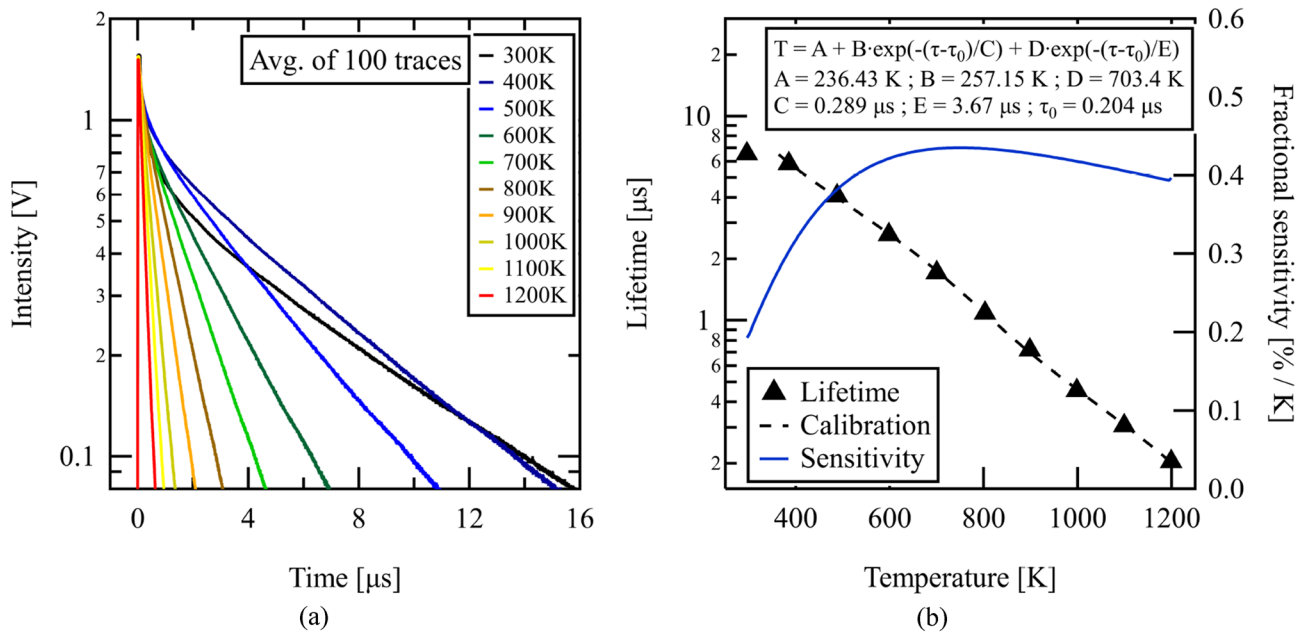 2
1
7
6
5
4
3
2
0.1
Intensity [V]
Avg. of 100 traces
300K
400K
500K
600K
700K
800K
900K
1000K
1100K
1200K
0 4 8 12 16
Time [μs]
(a)
T = A + B·exp(-(τ-τ₀)/C) + D·exp(-(τ-τ₀)/E)
A = 236.43 K ; B = 257.15 K ; D = 703.4 K
C = 0.289 μs ; E = 3.67 μs ; τ₀ = 0.204 μs
2
10
8
6
4
2
1
8
6
4
2
Lifetime [μs]
Lifetime
Calibration
Sensitivity
0.6
0.5
0.4
0.3
0.2
0.1
0.0
Fractional
sensitivity [% / K]
400 600 800 1000 1200
Temperature [K]
(b)